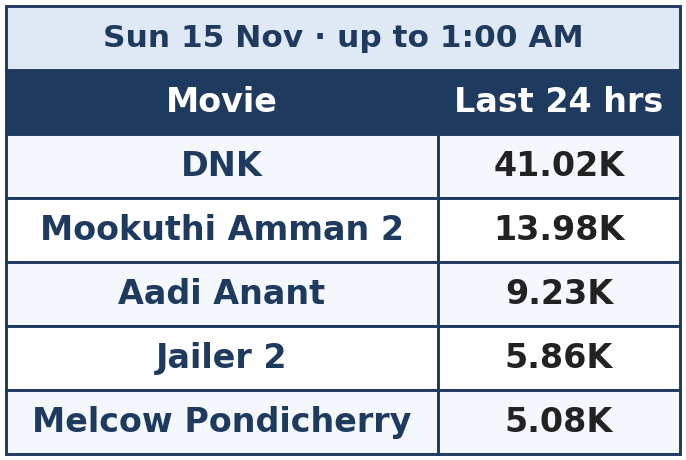 Sun 15 Nov · up to 1:00 AM
Movie Last 24 hrs
DNK 41.02K
Mookuthi Amman 2 13.98K
Aadi Anant 9.23K
Jailer 2 5.86K
Melcow Pondicherry 5.08K